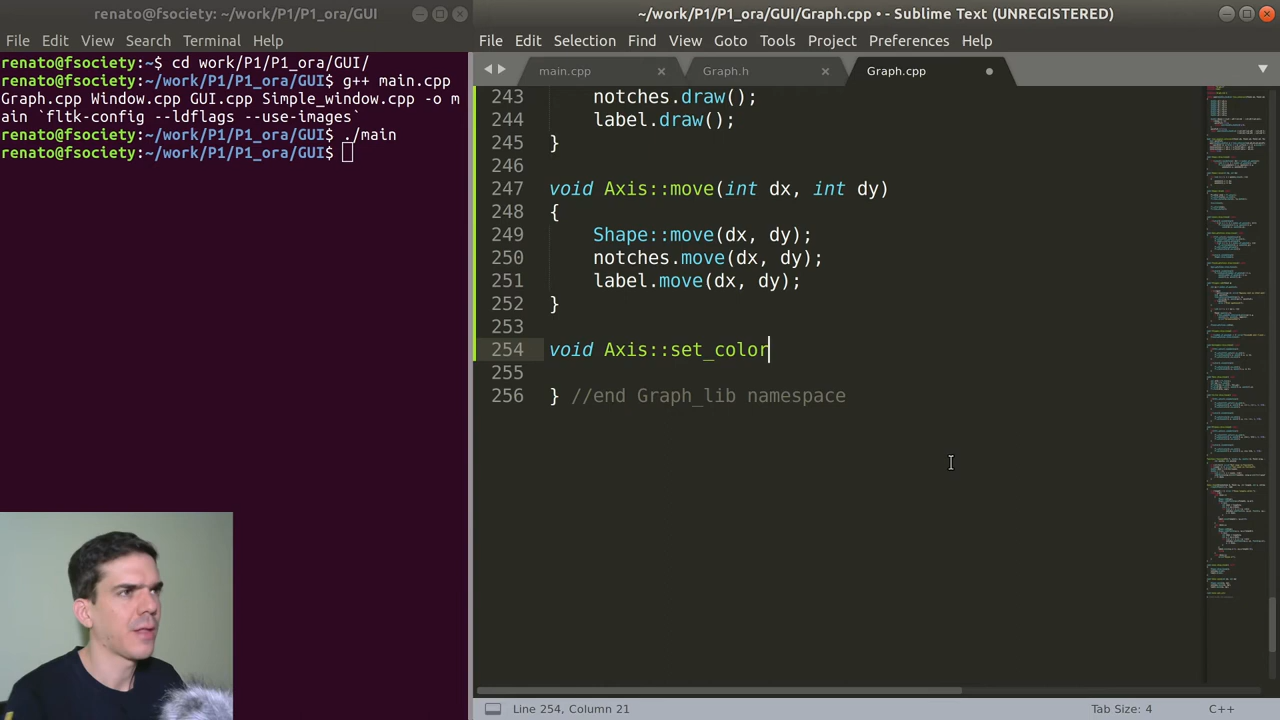 renato@fsociety: ~/work/P1/P1_ora/GUI
File Edit View Search Terminal Help
renato@fsociety:~$ cd work/P1/P1_ora/GUI/
renato@fsociety:~/work/P1/P1_ora/GUI$ g++ main.cpp
Graph.cpp Window.cpp GUI.cpp Simple_window.cpp -o m
ain `fltk-config --ldflags --use-images`
renato@fsociety:~/work/P1/P1_ora/GUI$ ./main
renato@fsociety:~/work/P1/P1_ora/GUI$
~/work/P1/P1_ora/GUI/Graph.cpp • - Sublime Text (UNREGISTERED)
File Edit Selection Find View Goto Tools Project Preferences Help
main.cpp Graph.h Graph.cpp
243 notches.draw();
244 label.draw();
245 }
246
247 void Axis::move(int dx, int dy)
248 {
249 Shape::move(dx, dy);
250 notches.move(dx, dy);
251 label.move(dx, dy);
252 }
253
254 void Axis::set_color
255
256 } //end Graph_lib namespace
Line 254, Column 21
Tab Size: 4
C++